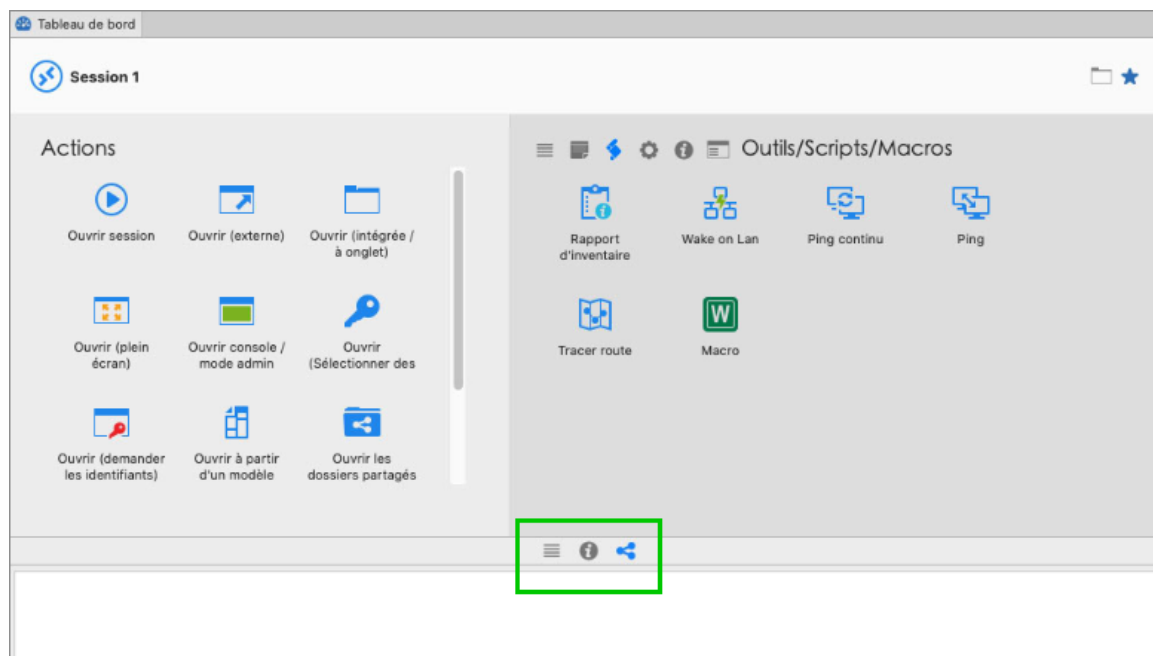 Tableau de bord
Session 1
Actions
Ouvrir session
Ouvrir (externe)
Ouvrir (intégrée /
à onglet)
Ouvrir (plein
écran)
Ouvrir console /
mode admin
Ouvrir
(Sélectionner des
Ouvrir (demander
les identifiants)
Ouvrir à partir
d'un modèle
Ouvrir les
dossiers partagés
Outils/Scripts/Macros
Rapport
d'inventaire
Wake on Lan
Ping continu
Ping
Tracer route
W
Macro